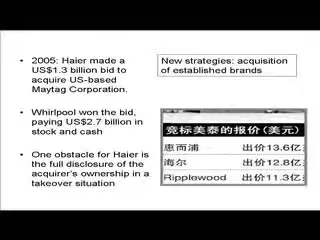 • 2005: Haier made a
US$1.3 billion bid to
acquire US-based
Maytag Corporation.
• Whirlpool won the bid,
paying US$2.7 billion in
stock and cash
• One obstacle for Haier is
the full disclosure of the
acquirer's ownership in a
takeover situation
New strategies: acquisition
of established brands
竞标美泰的报价(美元)
惠而浦 出价13.6亿
海尔 出价12.8亿
Ripplewood 出价11.3亿